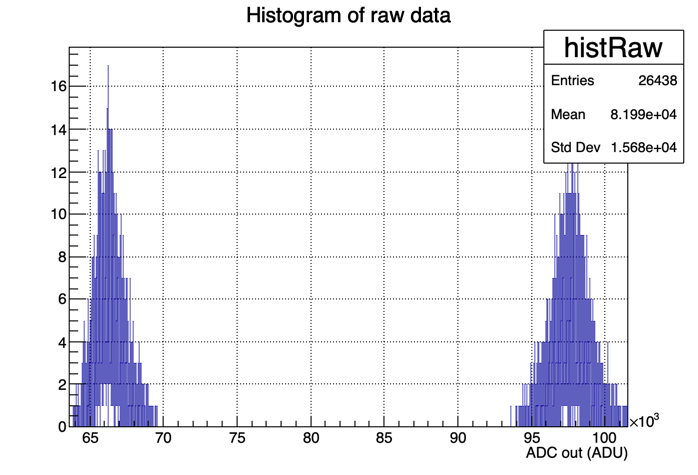 Histogram of raw data
histRaw
Entries 26438
Mean 8.199e+04
Std Dev 1.568e+04
16
14
12
10
8
6
4
2
0
65 70 75 80 85 90 95 100
×10³
ADC out (ADU)